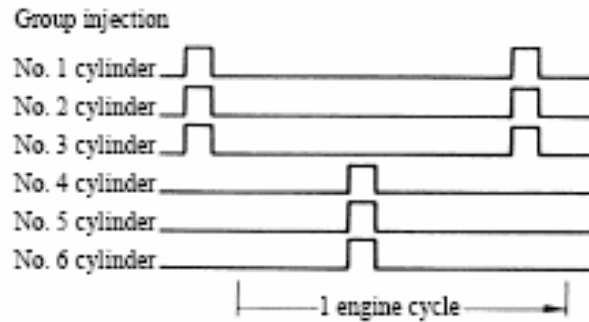 Group injection
No. 1 cylinder
No. 2 cylinder
No. 3 cylinder
No. 4 cylinder
No. 5 cylinder
No. 6 cylinder
1 engine cycle